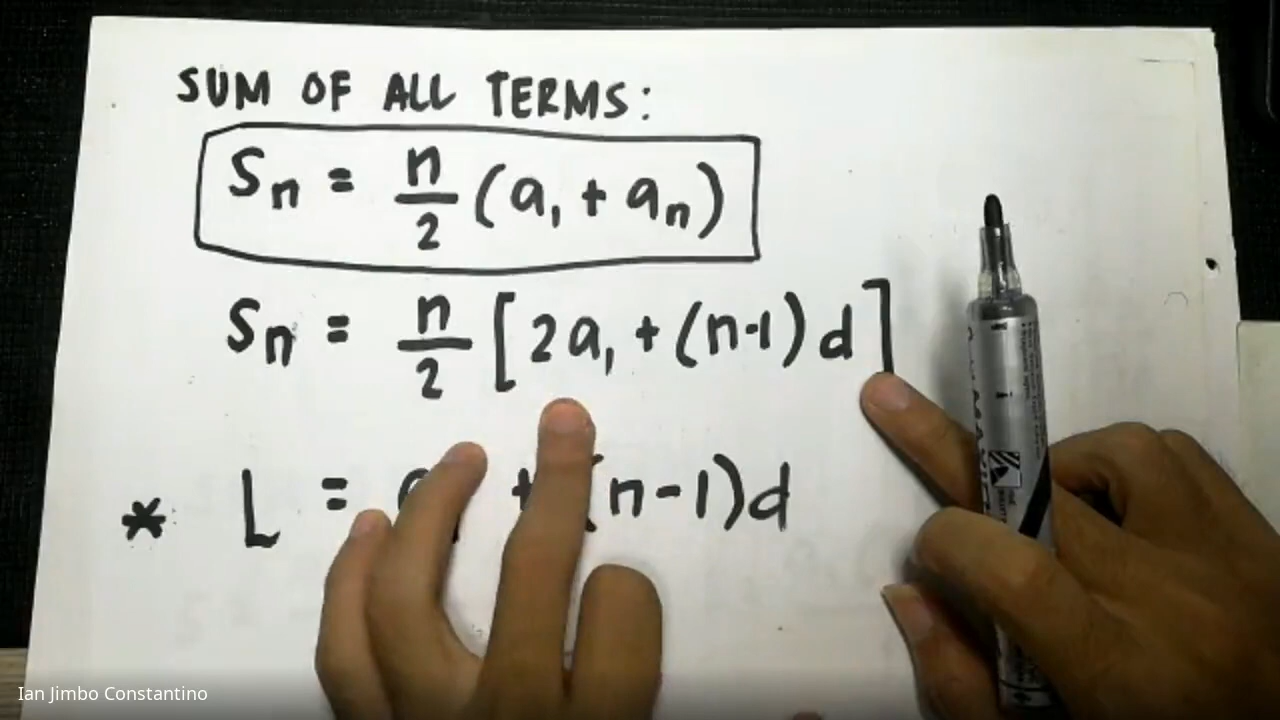 SUM OF ALL TERMS:
Sn = n/2 (a₁ + an)
Sn = n/2 [2a₁ + (n-1)d]
* L = + (n-1)d
Ian Jimbo Constantino